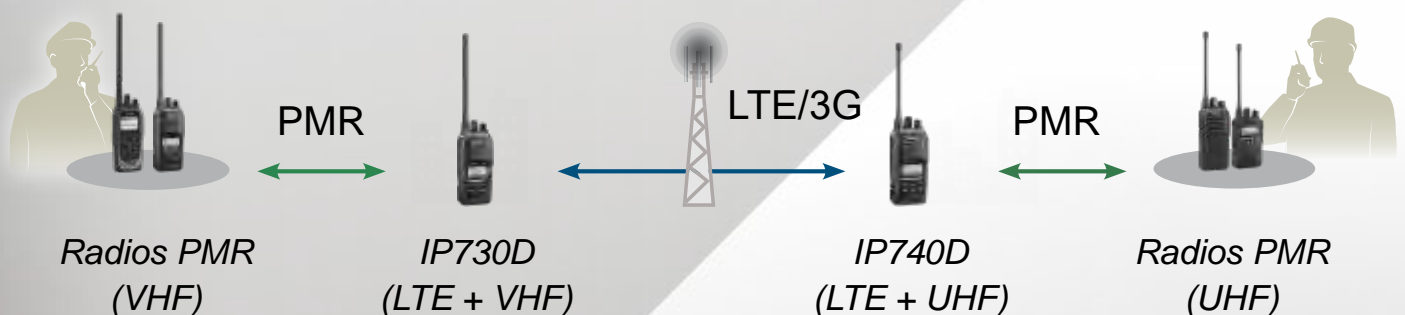 PMR
LTE/3G
PMR
Radios PMR
(VHF)
IP730D
(LTE + VHF)
IP740D
(LTE + UHF)
Radios PMR
(UHF)